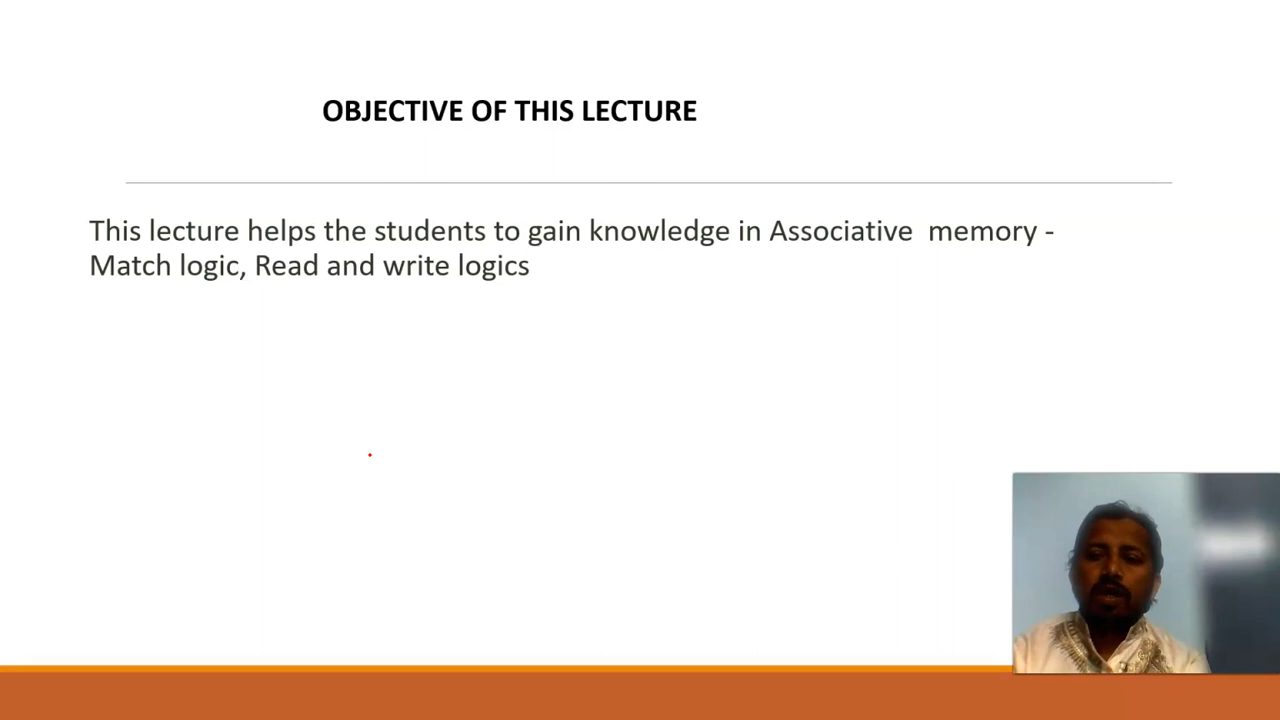 OBJECTIVE OF THIS LECTURE
This lecture helps the students to gain knowledge in Associative  memory -
Match logic, Read and write logics